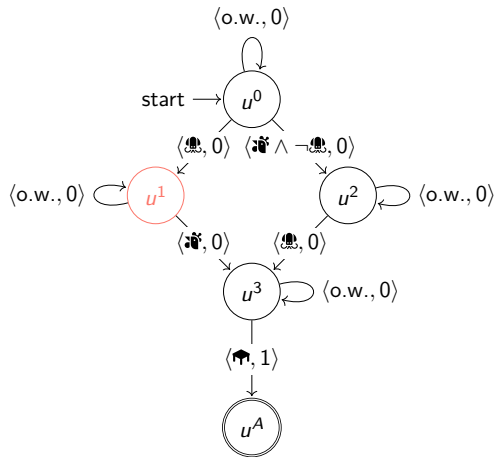 ⟨o.w., 0⟩
start
u⁰
⟨🐙, 0⟩ ⟨🐝 ∧ ¬🐙, 0⟩
⟨o.w., 0⟩
u¹
u²
⟨o.w., 0⟩
⟨🐝, 0⟩
⟨🐙, 0⟩
u³
⟨o.w., 0⟩
⟨, 1⟩
uᴬ